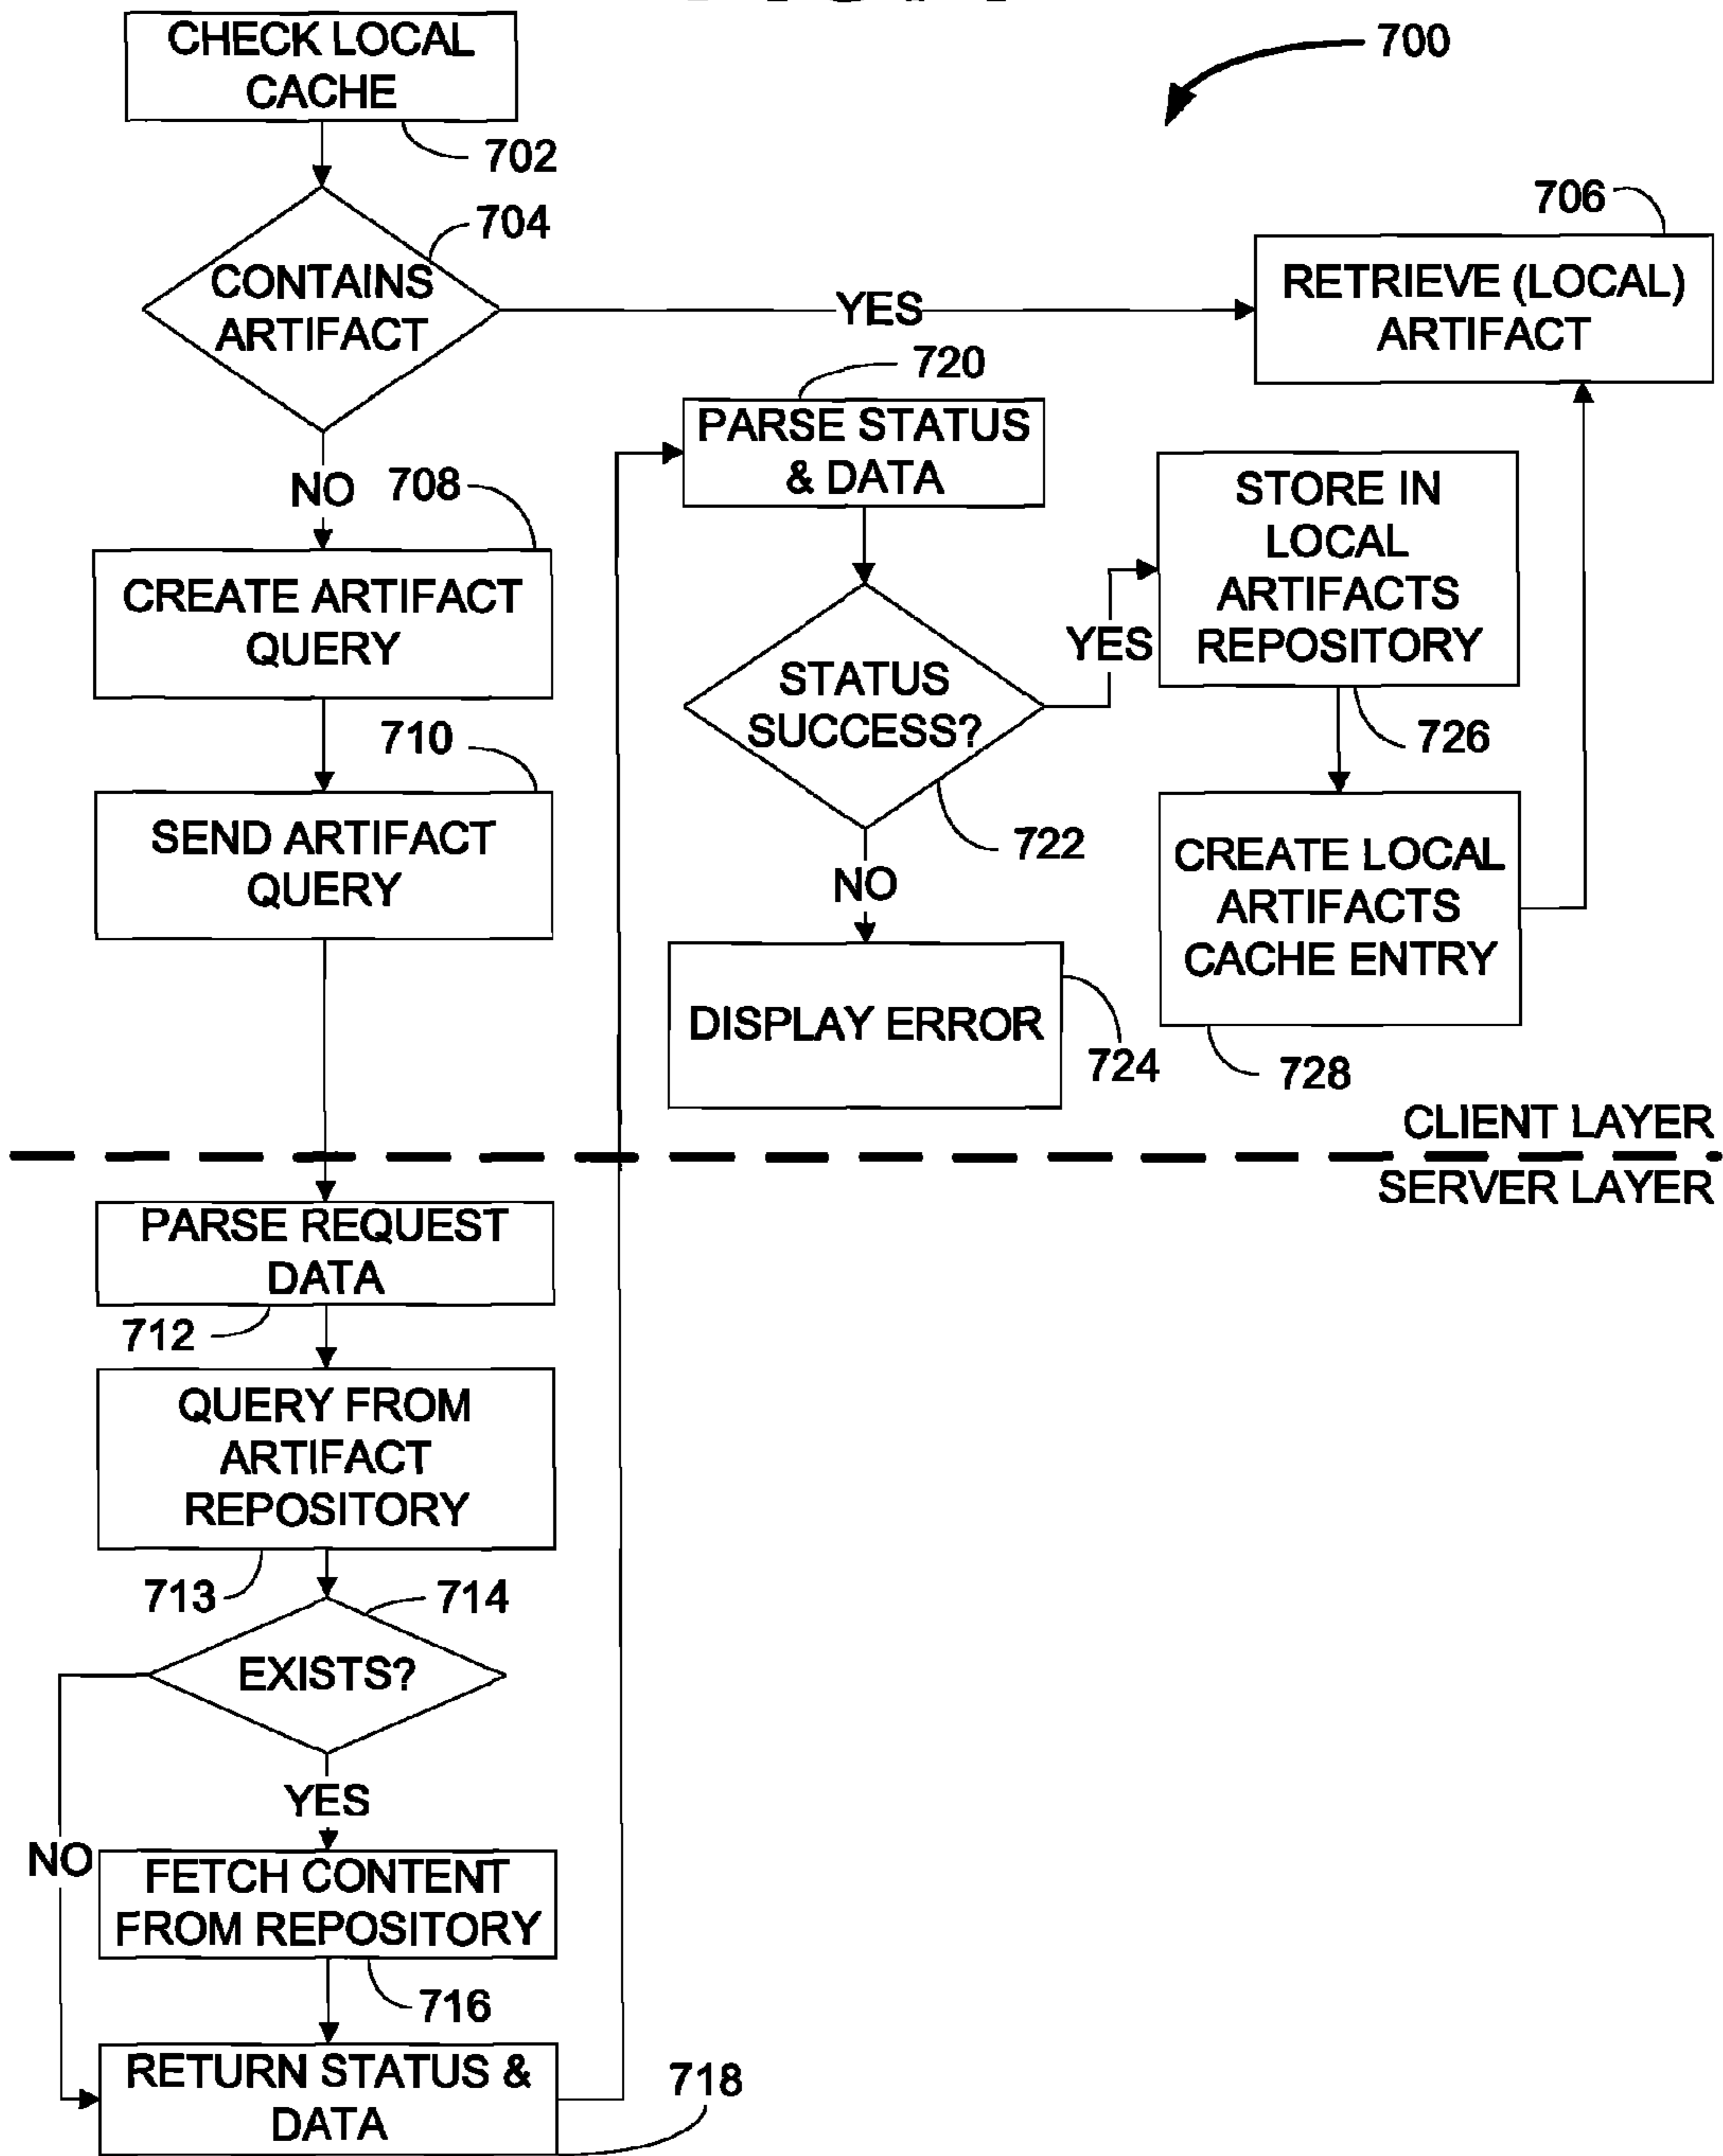 CHECK LOCAL
CACHE
700
702
704
706
CONTAINS
ARTIFACT
YES
RETRIEVE (LOCAL)
ARTIFACT
720
PARSE STATUS
& DATA
NO
708
STORE IN
LOCAL
ARTIFACTS
REPOSITORY
CREATE ARTIFACT
QUERY
YES
STATUS
SUCCESS?
710
726
SEND ARTIFACT
QUERY
722
NO
CREATE LOCAL
ARTIFACTS
CACHE ENTRY
DISPLAY ERROR
724
728
CLIENT LAYER
SERVER LAYER
PARSE REQUEST
DATA
712
QUERY FROM
ARTIFACT
REPOSITORY
713
714
EXISTS?
YES
NO
FETCH CONTENT
FROM REPOSITORY
716
RETURN STATUS &
DATA
718